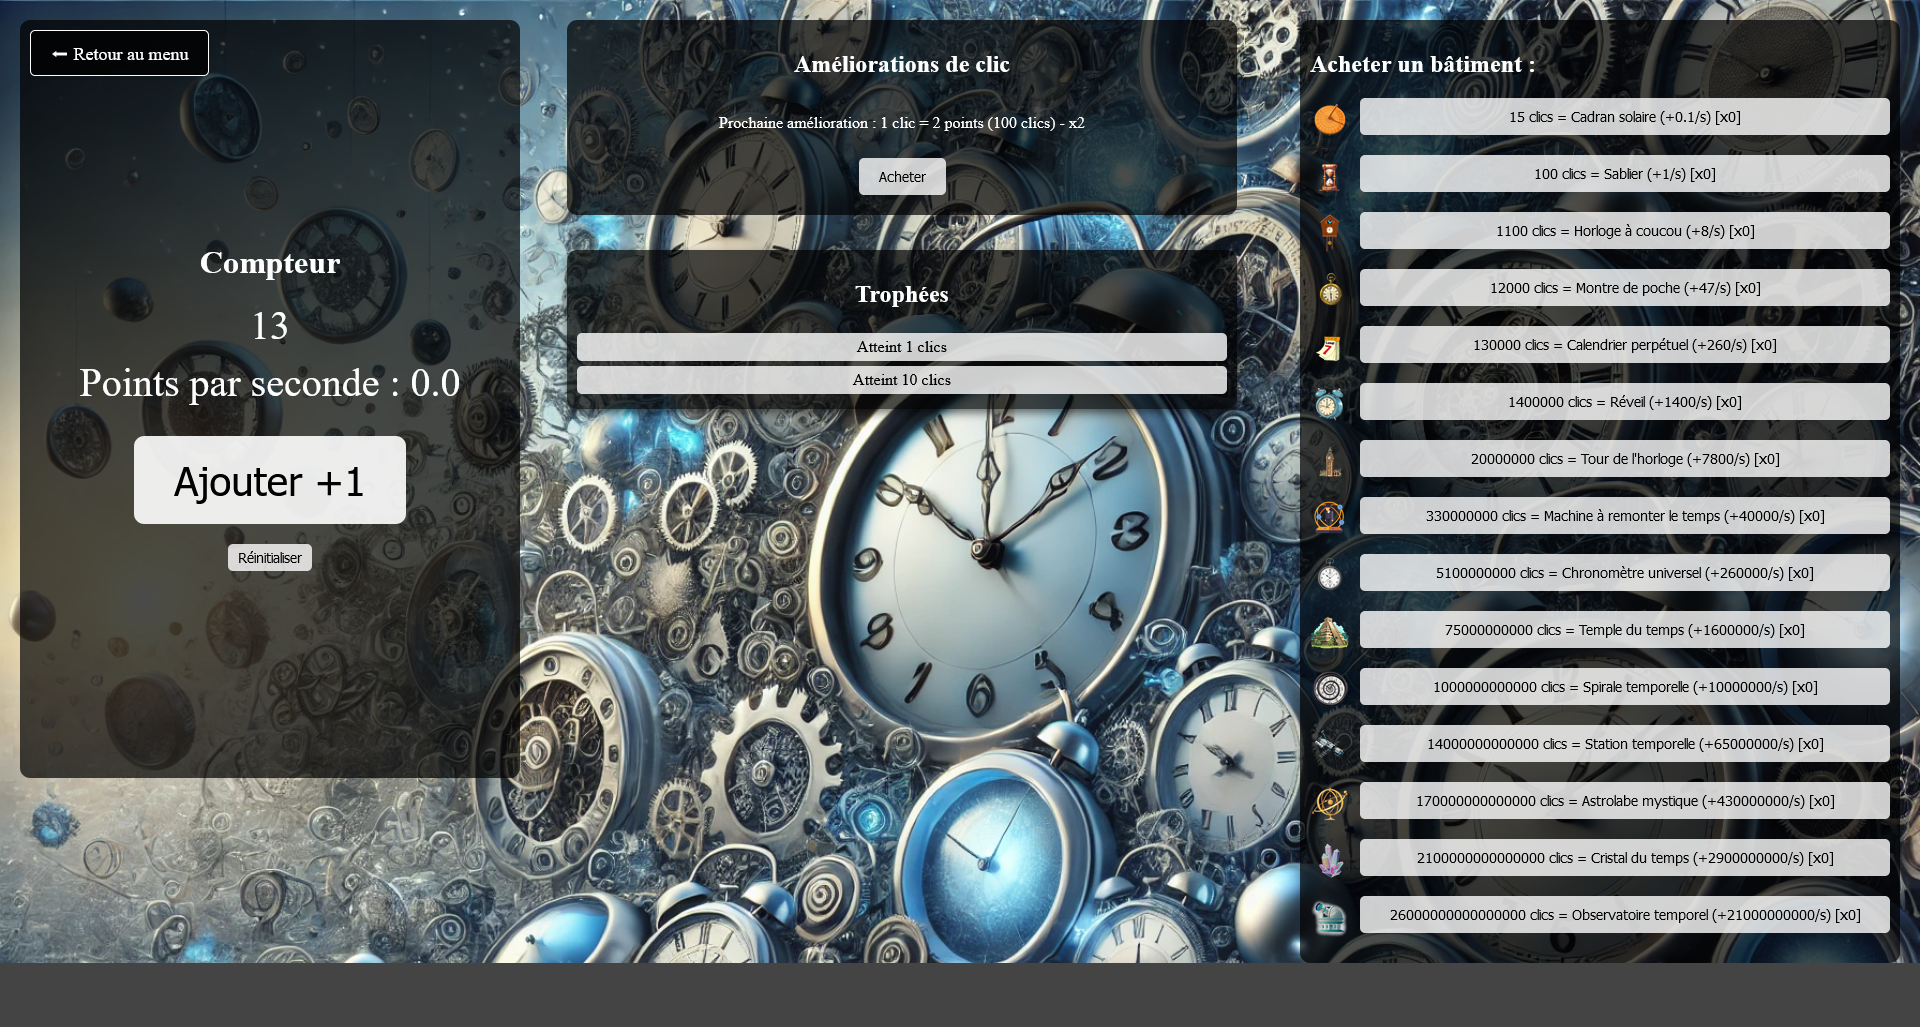 ← Retour au menu
Compteur
13
Points par seconde : 0.0
Ajouter +1
Réinitialiser
Améliorations de clic
Prochaine amélioration : 1 clic = 2 points (100 clics) - x2
Acheter
Trophées
Atteint 1 clics
Atteint 10 clics
Acheter un bâtiment :
15 clics = Cadran solaire (+0.1/s) [x0]
100 clics = Sablier (+1/s) [x0]
1100 clics = Horloge à coucou (+8/s) [x0]
12000 clics = Montre de poche (+47/s) [x0]
130000 clics = Calendrier perpétuel (+260/s) [x0]
1400000 clics = Réveil (+1400/s) [x0]
20000000 clics = Tour de l'horloge (+7800/s) [x0]
330000000 clics = Machine à remonter le temps (+40000/s) [x0]
5100000000 clics = Chronomètre universel (+260000/s) [x0]
75000000000 clics = Temple du temps (+1600000/s) [x0]
1000000000000 clics = Spirale temporelle (+10000000/s) [x0]
14000000000000 clics = Station temporelle (+65000000/s) [x0]
170000000000000 clics = Astrolabe mystique (+430000000/s) [x0]
2100000000000000 clics = Cristal du temps (+2900000000/s) [x0]
26000000000000000 clics = Observatoire temporel (+21000000000/s) [x0]